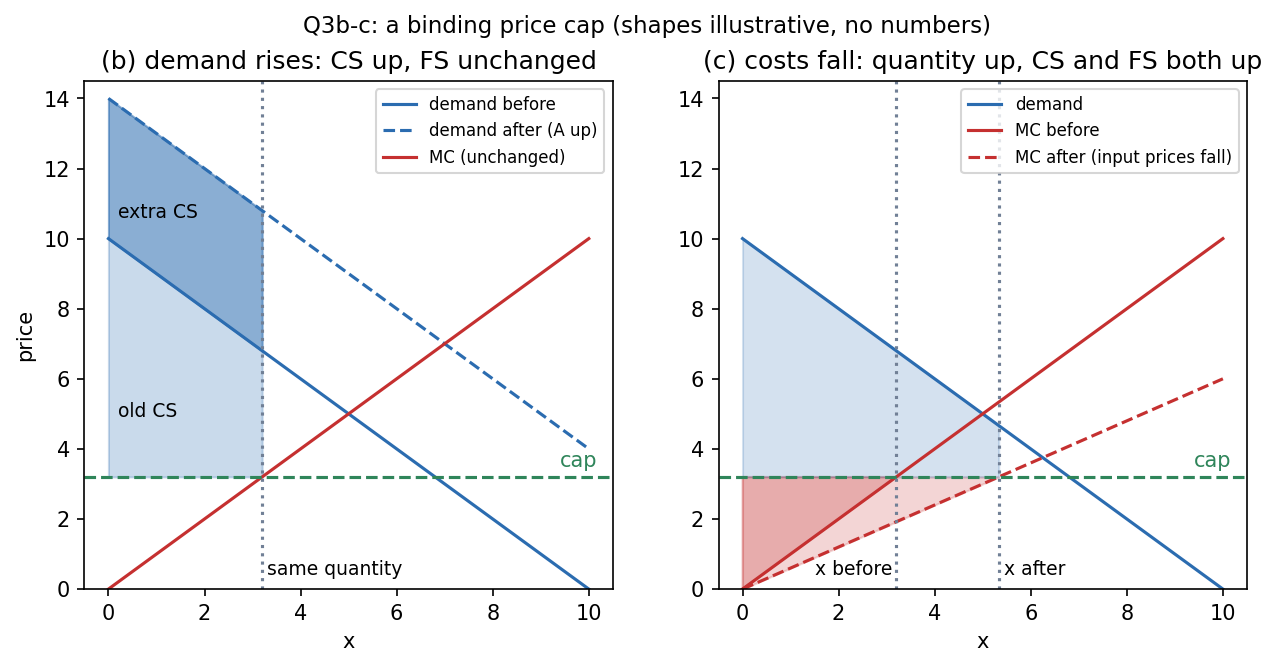 Q3b-c: a binding price cap (shapes illustrative, no numbers)
(b) demand rises: CS up, FS unchanged
demand before
demand after (A up)
MC (unchanged)
extra CS
old CS
cap
same quantity
price
0
2
4
6
8
10
12
14
0
2
4
6
8
10
x
(c) costs fall: quantity up, CS and FS both up
demand
MC before
MC after (input prices fall)
cap
x before
x after
0
2
4
6
8
10
12
14
0
2
4
6
8
10
x